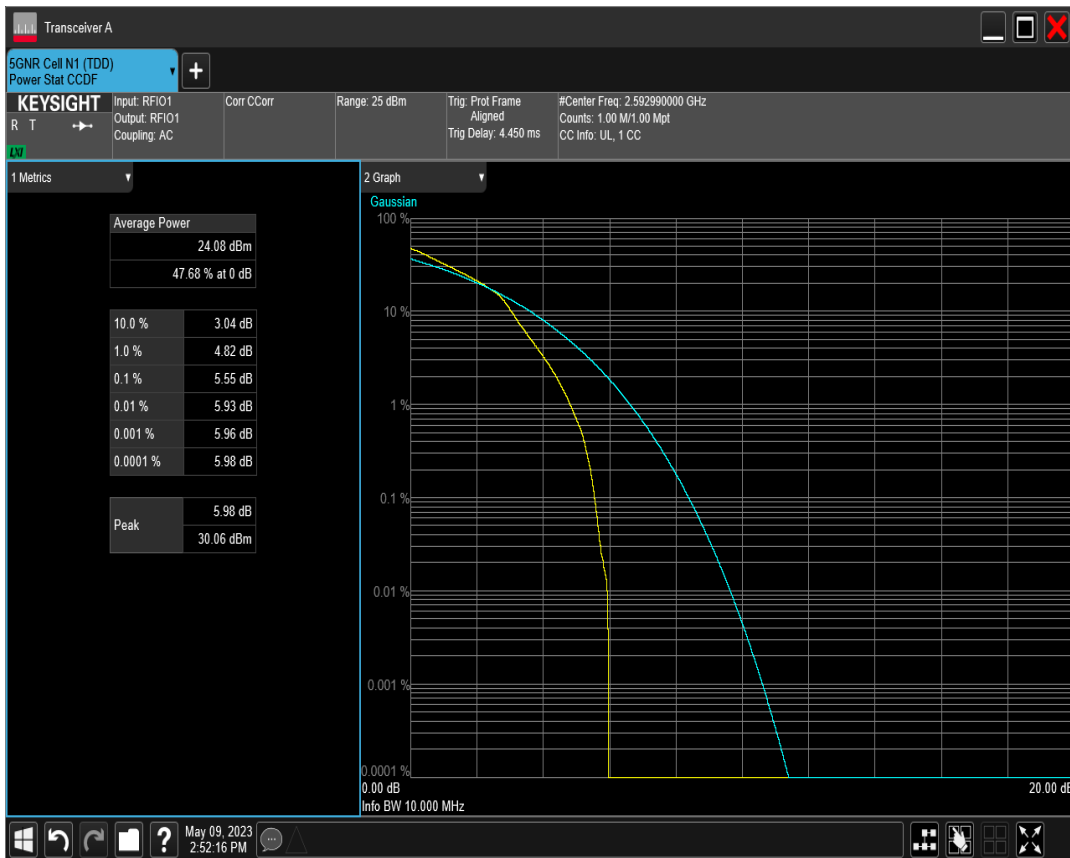 Transceiver A
5GNR Cell N1 (TDD)
Power Stat CCDF
+
KEYSIGHT
R T
LXI
Input: RFIO1
Output: RFIO1
Coupling: AC
Corr CCorr
Range: 25 dBm
Trig: Prot Frame
Aligned
Trig Delay: 4.450 ms
#Center Freq: 2.592990000 GHz
Counts: 1.00 M/1.00 Mpt
CC Info: UL, 1 CC
1 Metrics
Average Power
24.08 dBm
47.68 % at 0 dB
10.0 % 3.04 dB
1.0 % 4.82 dB
0.1 % 5.55 dB
0.01 % 5.93 dB
0.001 % 5.96 dB
0.0001 % 5.98 dB
Peak 5.98 dB
30.06 dBm
2 Graph
Gaussian
100 %
10 %
1 %
0.1 %
0.01 %
0.001 %
0.0001 %
0.00 dB 20.00 dB
Info BW 10.000 MHz
? May 09, 2023
2:52:16 PM